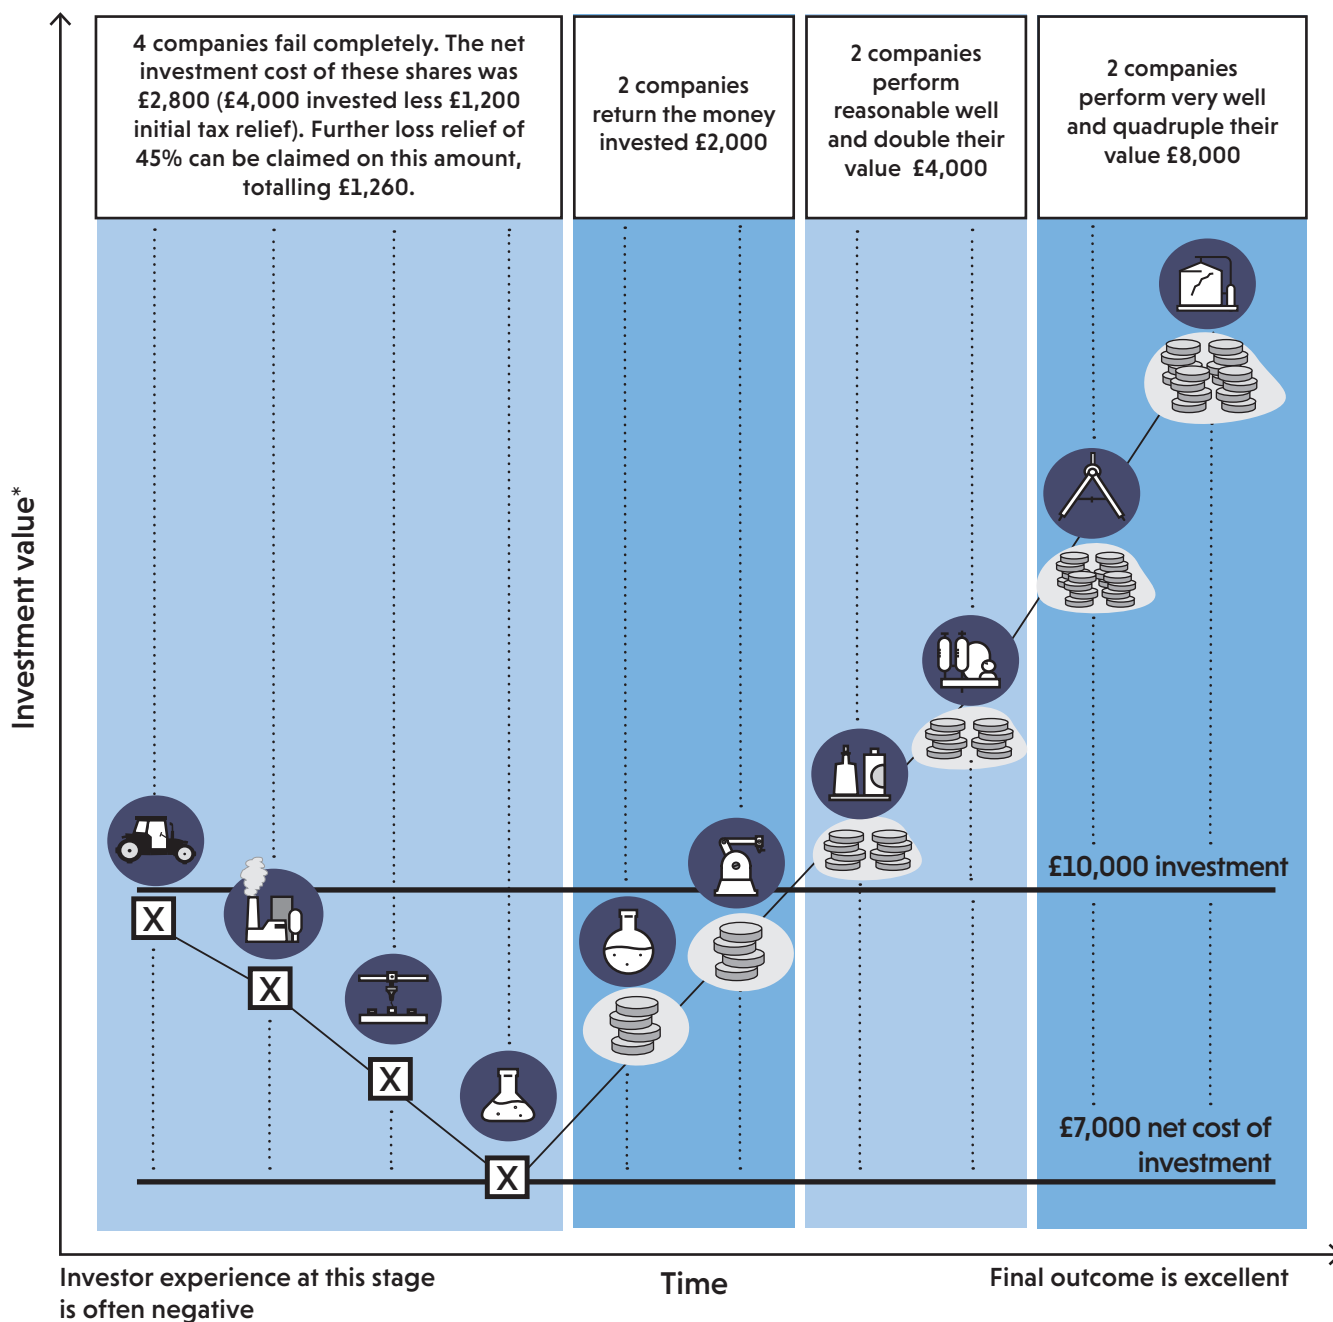 4 companies fail completely. The net
investment cost of these shares was
£2,800 (£4,000 invested less £1,200
initial tax relief). Further loss relief of
45% can be claimed on this amount,
totalling £1,260.
2 companies
return the money
invested £2,000
2 companies
perform
reasonable well
and double their
value £4,000
2 companies
perform very well
and quadruple their
value £8,000
Investment value*
X
X
X
X
£10,000 investment
£7,000 net cost of
investment
Investor experience at this stage
is often negative
Time
Final outcome is excellent